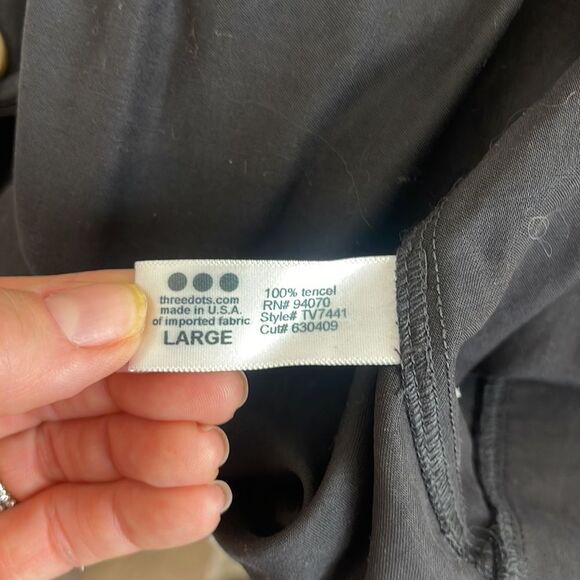 threedots.com
made in U.S.A.
of imported fabric
LARGE
100% tencel
RN# 94070
Style# TV7441
Cut# 630409